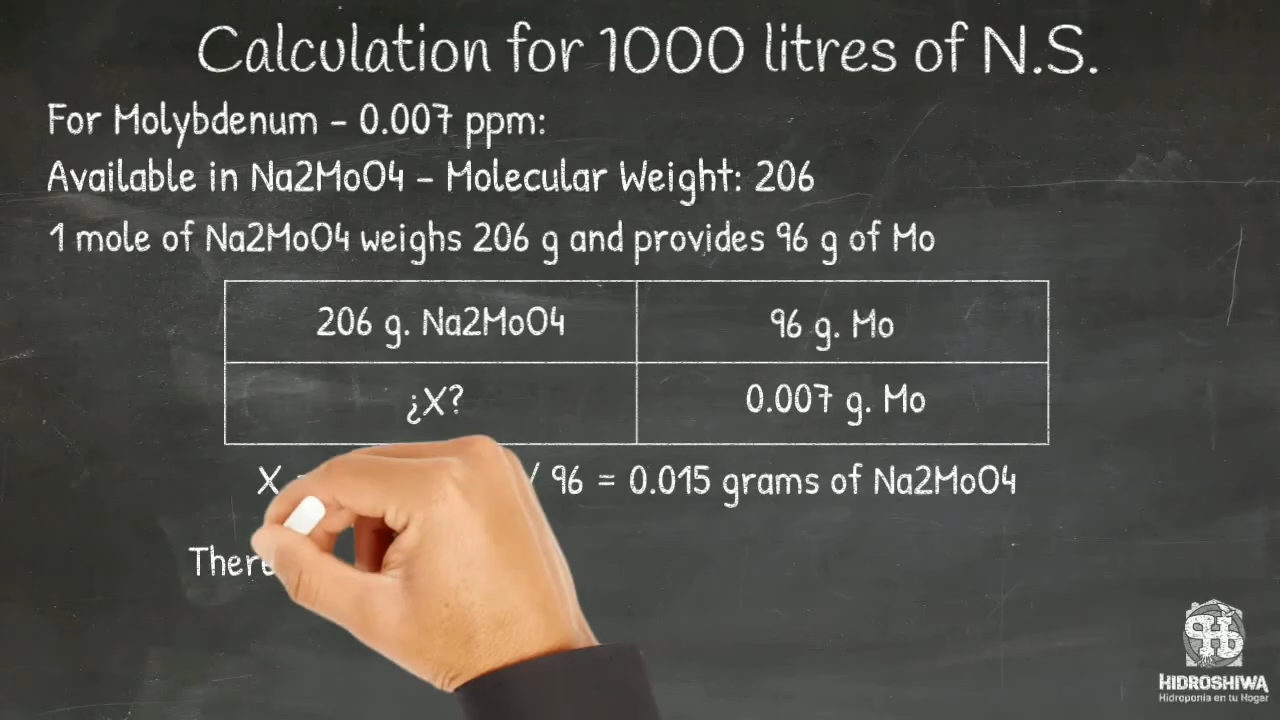 Calculation for 1000 litres of N.S.
For Molybdenum - 0.007 ppm:
Available in Na2MoO4 - Molecular Weight: 206
1 mole of Na2MoO4 weighs 206 g and provides 96 g of Mo
206 g. Na2MoO4 96 g. Mo
¿X? 0.007 g. Mo
X / 96 = 0.015 grams of Na2MoO4
HIDROSHIWA
Hidroponia en tu Hogar